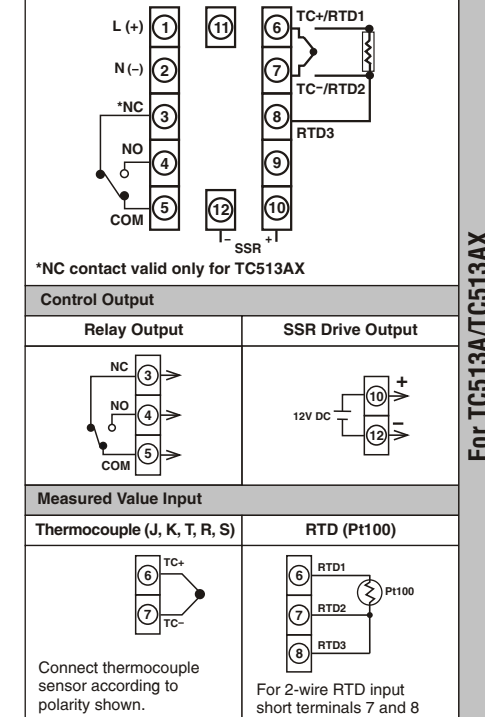 L (+) 1 11 6 TC+/RTD1
N (–) 2 7 TC–/RTD2
*NC 3 8 RTD3
NO 4 9
COM 5 12 10
– SSR +
*NC contact valid only for TC513AX
Control Output
Relay Output
SSR Drive Output
NC 3
NO 4
COM 5
10 +
12V DC
12 –
Measured Value Input
Thermocouple (J, K, T, R, S)
RTD (Pt100)
6 TC+
7 TC–
Connect thermocouple
sensor according to
polarity shown.
6 RTD1
Pt100
7 RTD2
8 RTD3
For 2-wire RTD input
short terminals 7 and 8
For TC513A/TC513AX